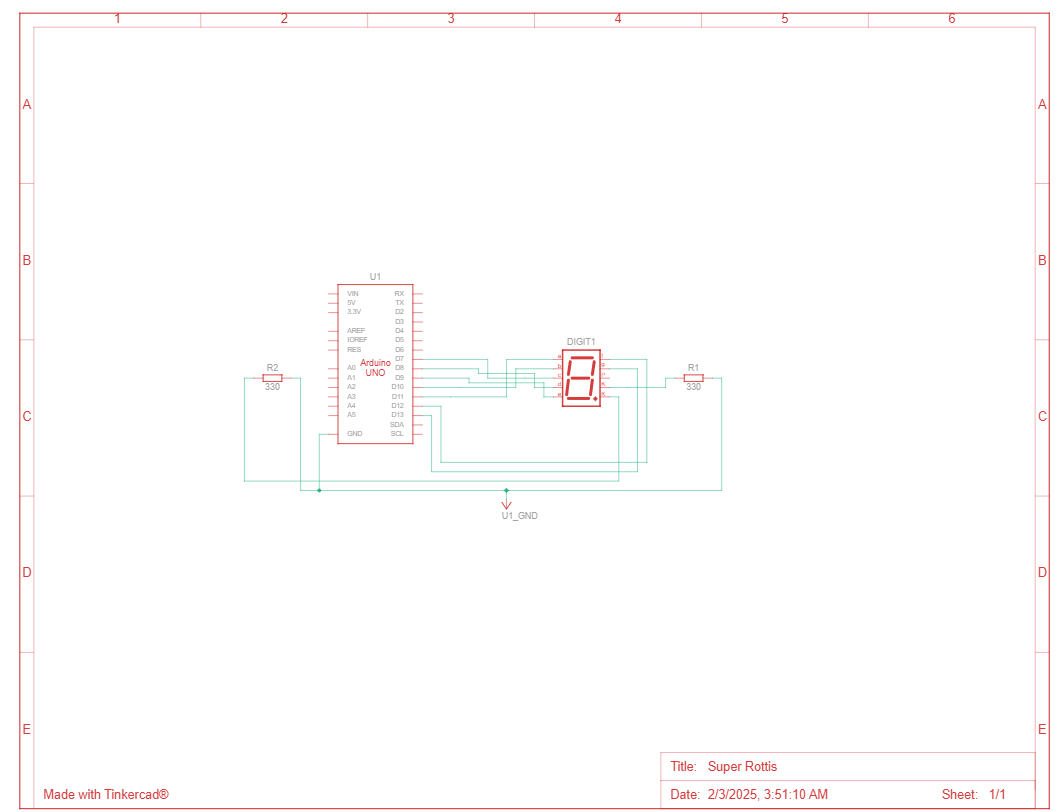 1 2 3 4 5 6
A A
B B
U1
VIN RX
5V TX
3.3V D2
D3
AREF D4
IOREF D5
RES D6
D7
A0 D8
A1 D9
A2 D10
A3 D11
A4 D12
A5 D13
SDA
GND SCL
Arduino
UNO
DIGIT1
R2
330
R1
330
C C
U1_GND
D D
E E
Title: Super Rottis
Date: 2/3/2025, 3:51:10 AM Sheet: 1/1
Made with Tinkercad®